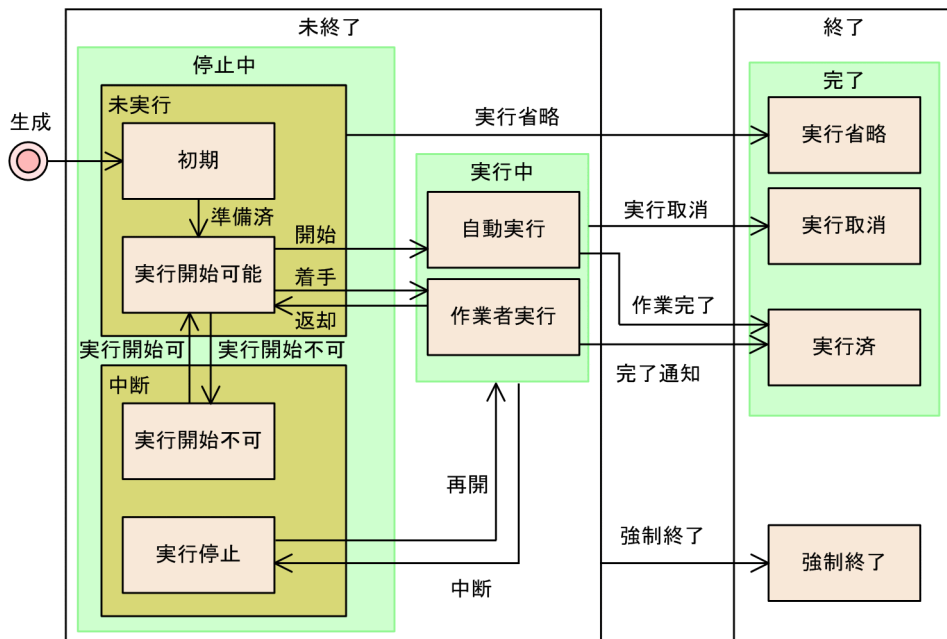 未終了
終了
停止中
完了
生成
未実行
初期
準備済
実行開始可能
実行省略
実行省略
実行中
自動実行
実行取消
実行取消
開始
着手
返却
作業者実行
作業完了
実行済
完了通知
実行開始可
実行開始不可
中断
実行開始不可
再開
実行停止
中断
強制終了
強制終了